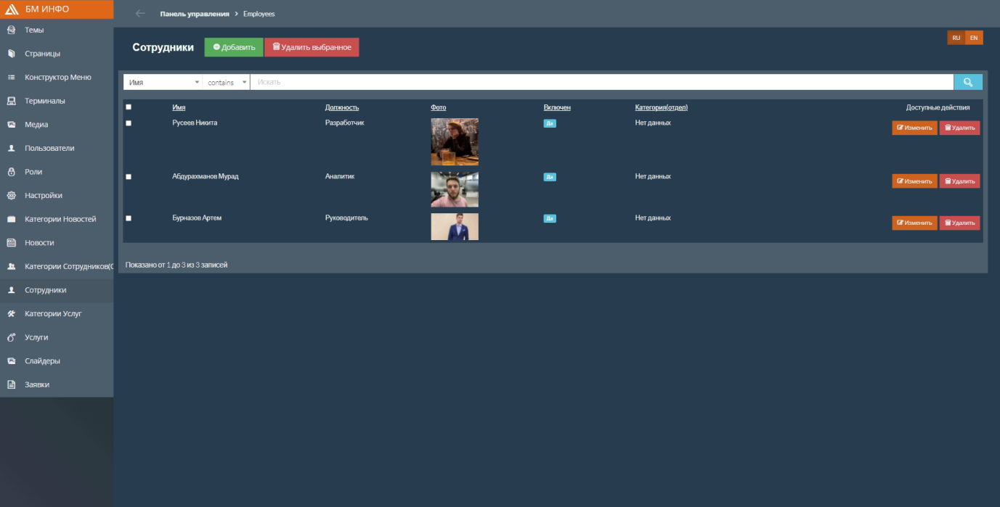 БМ ИНФО
Панель управления > Employees
Темы
Страницы
Конструктор Меню
Терминалы
Медиа
Пользователи
Роли
Настройки
Категории Новостей
Новости
Категории Сотрудников(О
Сотрудники
Категории Услуг
Услуги
Слайдеры
Заявки
Сотрудники Добавить Удалить выбранное
RU EN
Имя contains Искать
Имя Должность Фото Включен Категория(отдел) Доступные действия
Русеев Никита Разработчик Да Нет данных Изменить Удалить
Абдурахманов Мурад Аналитик Да Нет данных Изменить Удалить
Бурназов Артем Руководитель Да Нет данных Изменить Удалить
Показано от 1 до 3 из 3 записей